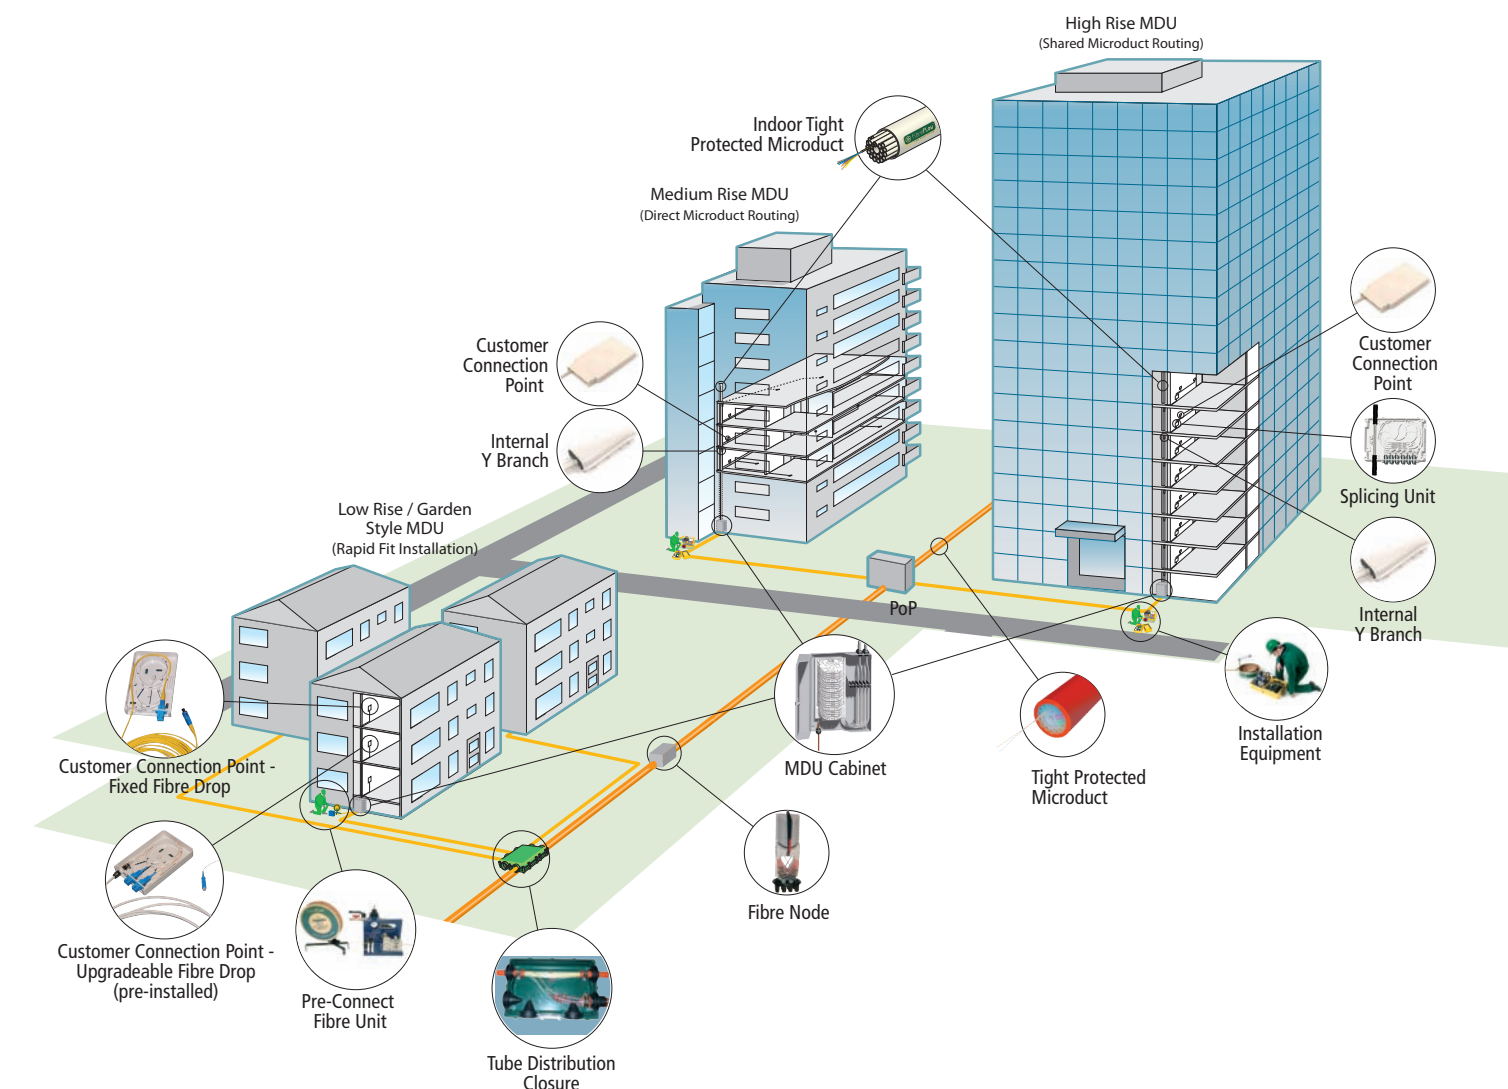 High Rise MDU
(Shared Microduct Routing)
Indoor Tight
Protected Microduct
Medium Rise MDU
(Direct Microduct Routing)
Customer
Connection
Point
Customer
Connection
Point
Internal
Y Branch
Splicing Unit
Low Rise / Garden
Style MDU
(Rapid Fit Installation)
PoP
Internal
Y Branch
Installation
Equipment
Customer Connection Point -
Fixed Fibre Drop
MDU Cabinet
Tight Protected
Microduct
Fibre Node
Customer Connection Point -
Upgradeable Fibre Drop
(pre-installed)
Pre-Connect
Fibre Unit
Tube Distribution
Closure